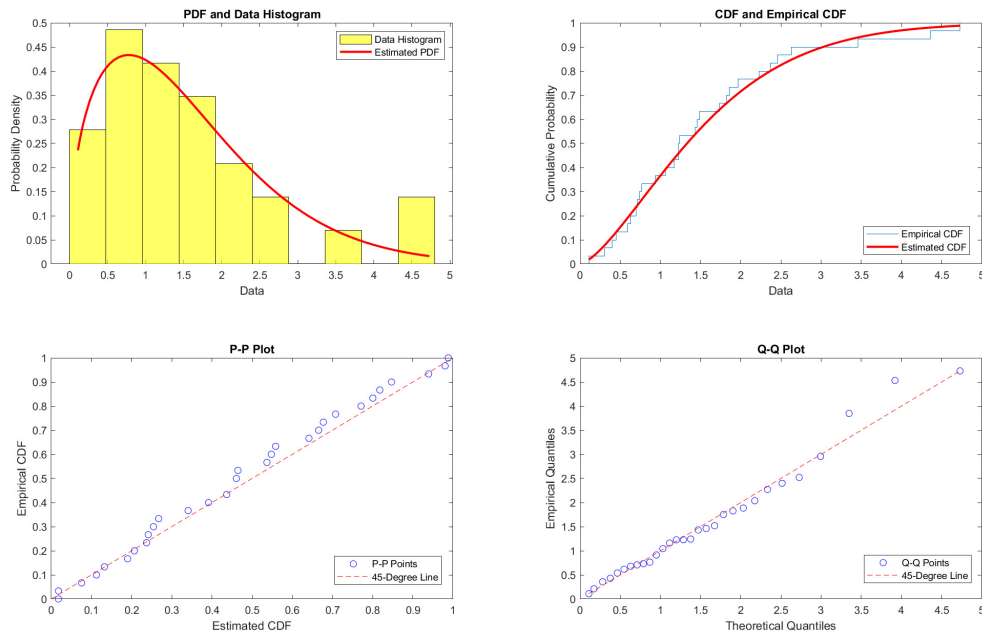 PDF and Data Histogram
0.5
0.45
0.4
0.35
0.3
0.25
0.2
0.15
0.1
0.05
0
Probability Density
Data Histogram
Estimated PDF
0 0.5 1 1.5 2 2.5 3 3.5 4 4.5 5
Data
CDF and Empirical CDF
1
0.9
0.8
0.7
0.6
0.5
0.4
0.3
0.2
0.1
0
Cumulative Probability
Empirical CDF
Estimated CDF
0 0.5 1 1.5 2 2.5 3 3.5 4 4.5 5
Data
P-P Plot
1
0.9
0.8
0.7
0.6
0.5
0.4
0.3
0.2
0.1
0
Empirical CDF
P-P Points
45-Degree Line
0 0.1 0.2 0.3 0.4 0.5 0.6 0.7 0.8 0.9 1
Estimated CDF
Q-Q Plot
5
4.5
4
3.5
3
2.5
2
1.5
1
0.5
0
Empirical Quantiles
Q-Q Points
45-Degree Line
0 0.5 1 1.5 2 2.5 3 3.5 4 4.5 5
Theoretical Quantiles